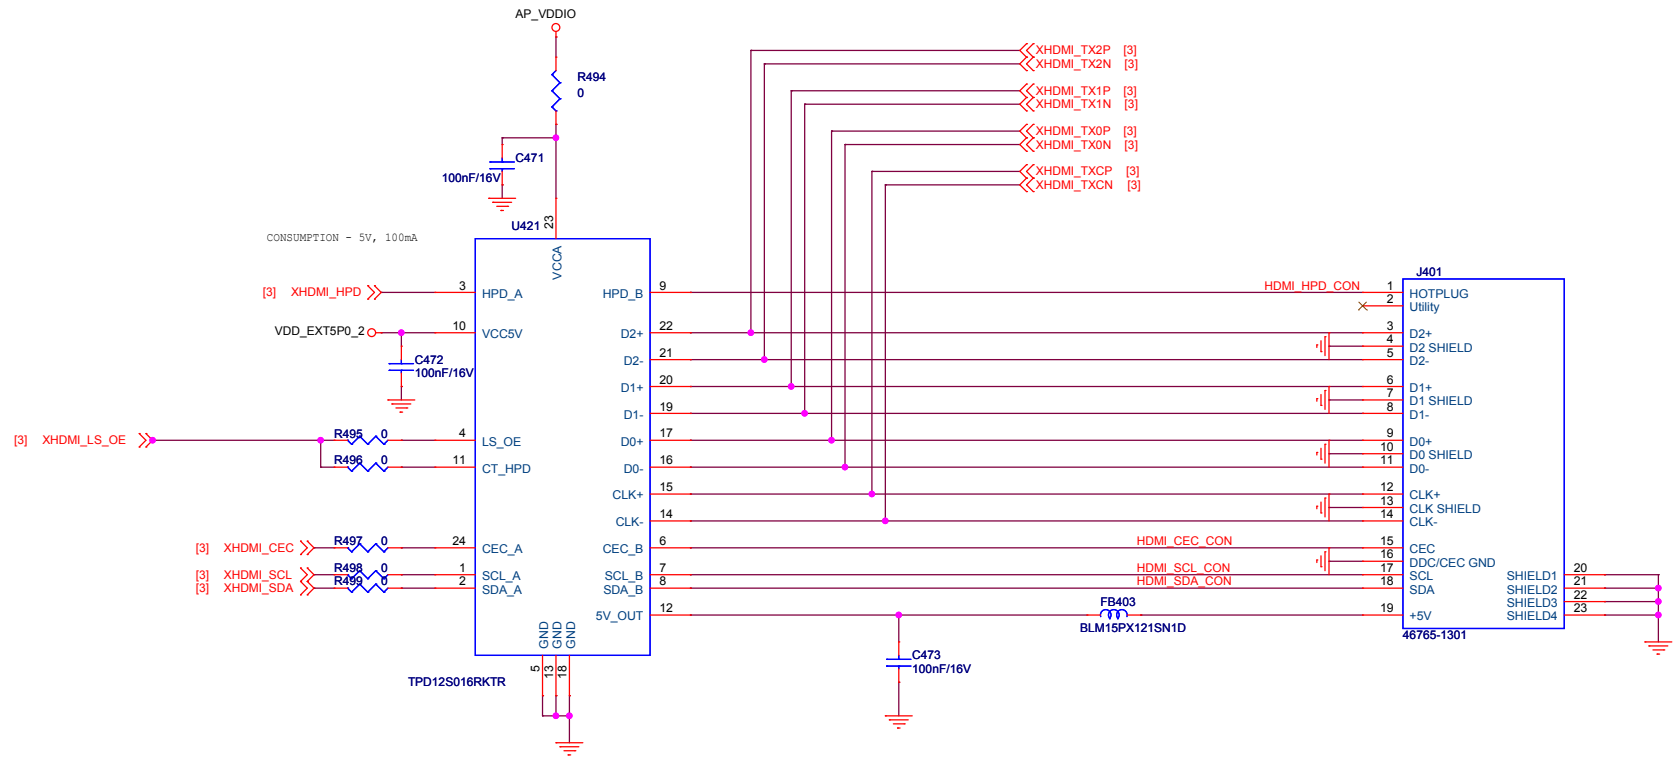 AP_VDDIO
R494
0
C471
100nF/16V
XHDMI_TX2P [3]
XHDMI_TX2N [3]
XHDMI_TX1P [3]
XHDMI_TX1N [3]
XHDMI_TX0P [3]
XHDMI_TX0N [3]
XHDMI_TXCP [3]
XHDMI_TXCN [3]
U421
23
VCCA
CONSUMPTION - 5V, 100mA
[3] XHDMI_HPD
3 HPD_A
VDD_EXT5P0_2
10 VCC5V
C472
100nF/16V
[3] XHDMI_LS_OE
R495 0
4 LS_OE
R496 0
11 CT_HPD
[3] XHDMI_CEC
R497 0
24 CEC_A
[3] XHDMI_SCL
R498 0
1 SCL_A
[3] XHDMI_SDA
R499 0
2 SDA_A
HPD_B 9
D2+ 22
D2- 21
D1+ 20
D1- 19
D0+ 17
D0- 16
CLK+ 15
CLK- 14
CEC_B 6
SCL_B 7
SDA_B 8
5V_OUT 12
GND
GND
GND
5
13
18
TPD12S016RKTR
HDMI_HPD_CON
HDMI_CEC_CON
HDMI_SCL_CON
HDMI_SDA_CON
FB403
BLM15PX121SN1D
C473
100nF/16V
J401
1 HOTPLUG
2 Utility
3 D2+
4 D2 SHIELD
5 D2-
6 D1+
7 D1 SHIELD
8 D1-
9 D0+
10 D0 SHIELD
11 D0-
12 CLK+
13 CLK SHIELD
14 CLK-
15 CEC
16 DDC/CEC GND
17 SCL
18 SDA
19 +5V
SHIELD1 20
SHIELD2 21
SHIELD3 22
SHIELD4 23
46765-1301